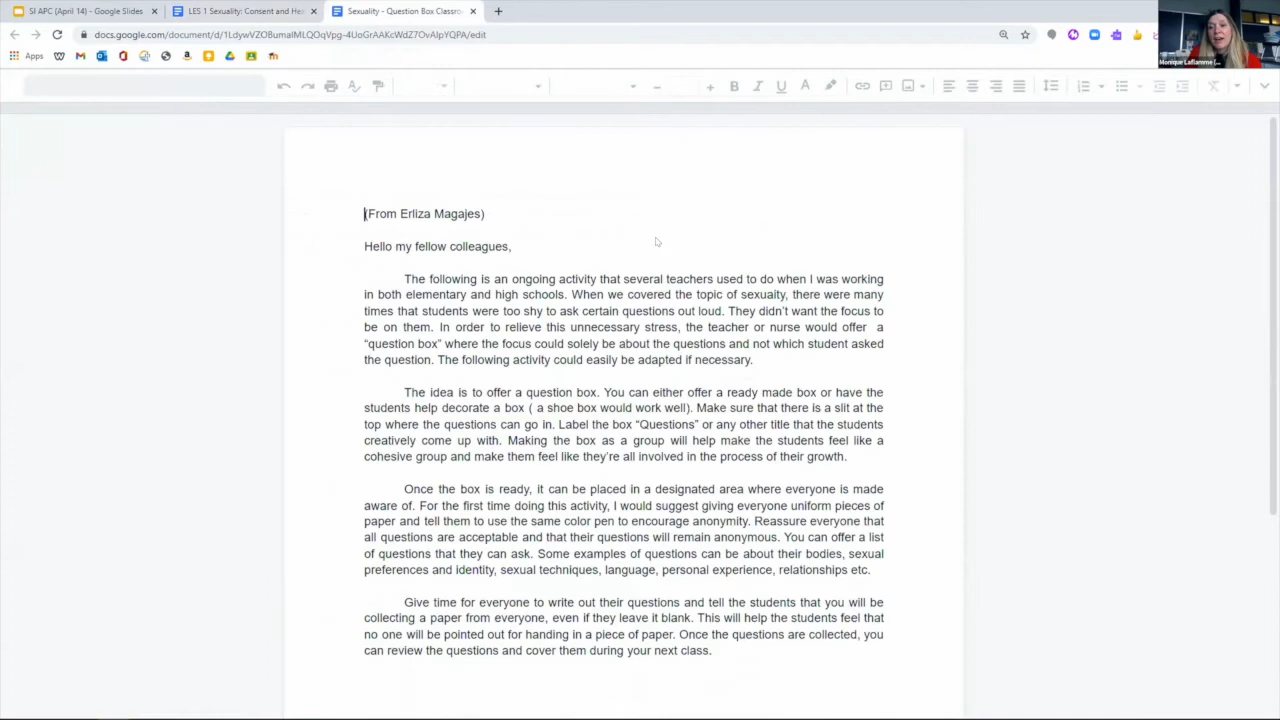 SI APC (April 14) - Google Slides
LES 1 Sexuality: Consent and Hea
Sexuality - Question Box Classro
docs.google.com/document/d/1LdywVZOBumalMLQOqVpg-4UoGrAAKcWdZ7OvAlpYQPA/edit
Apps
Monique Laflamme (...
(From Erliza Magajes)
Hello my fellow colleagues,
The following is an ongoing activity that several teachers used to do when I was working
in both elementary and high schools. When we covered the topic of sexuaity, there were many
times that students were too shy to ask certain questions out loud. They didn't want the focus to
be on them. In order to relieve this unnecessary stress, the teacher or nurse would offer a
"question box" where the focus could solely be about the questions and not which student asked
the question. The following activity could easily be adapted if necessary.
The idea is to offer a question box. You can either offer a ready made box or have the
students help decorate a box ( a shoe box would work well). Make sure that there is a slit at the
top where the questions can go in. Label the box “Questions” or any other title that the students
creatively come up with. Making the box as a group will help make the students feel like a
cohesive group and make them feel like they’re all involved in the process of their growth.
Once the box is ready, it can be placed in a designated area where everyone is made
aware of. For the first time doing this activity, I would suggest giving everyone uniform pieces of
paper and tell them to use the same color pen to encourage anonymity. Reassure everyone that
all questions are acceptable and that their questions will remain anonymous. You can offer a list
of questions that they can ask. Some examples of questions can be about their bodies, sexual
preferences and identity, sexual techniques, language, personal experience, relationships etc.
Give time for everyone to write out their questions and tell the students that you will be
collecting a paper from everyone, even if they leave it blank. This will help the students feel that
no one will be pointed out for handing in a piece of paper. Once the questions are collected, you
can review the questions and cover them during your next class.